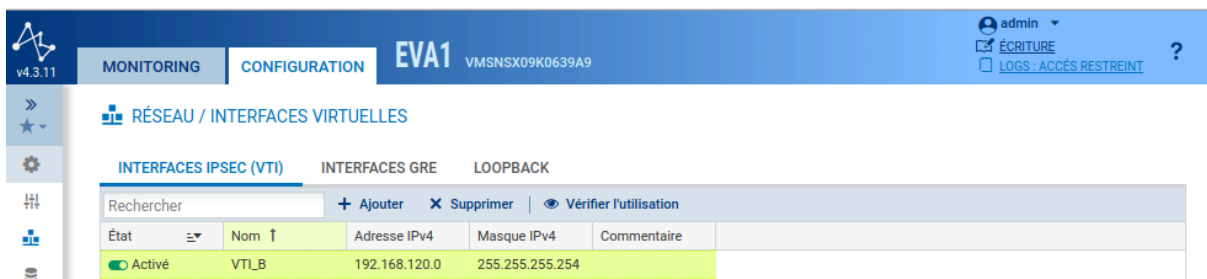 admin
v4.3.11 MONITORING CONFIGURATION EVA1 VMSNSX09K0639A9 ÉCRITURE ?
LOGS : ACCÉS RESTREINT
RÉSEAU / INTERFACES VIRTUELLES
INTERFACES IPSEC (VTI) INTERFACES GRE LOOPBACK
Rechercher + Ajouter Supprimer Vérifier l'utilisation
État Nom Adresse IPv4 Masque IPv4 Commentaire
Activé VTI_B 192.168.120.0 255.255.255.254